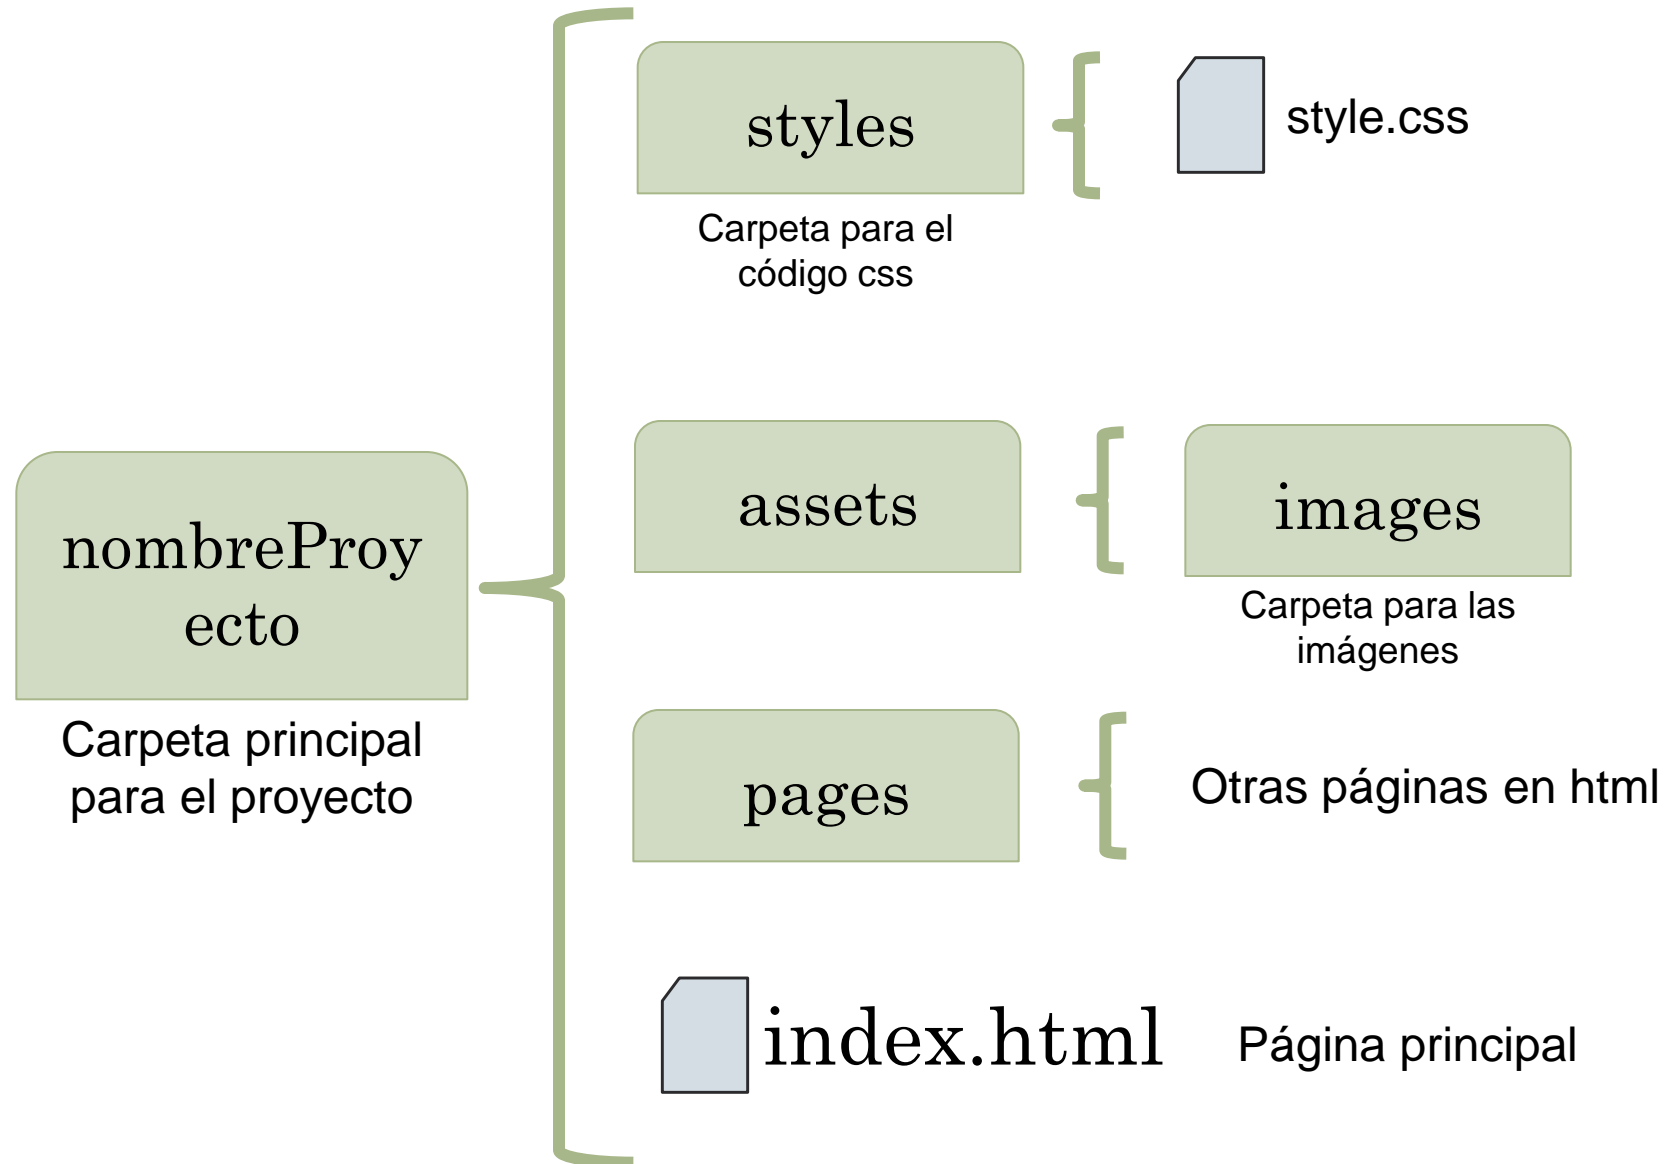 styles
style.css
Carpeta para el
código css
assets
images
Carpeta para las
imágenes
nombreProy
ecto
Carpeta principal
para el proyecto
pages
Otras páginas en html
index.html
Página principal